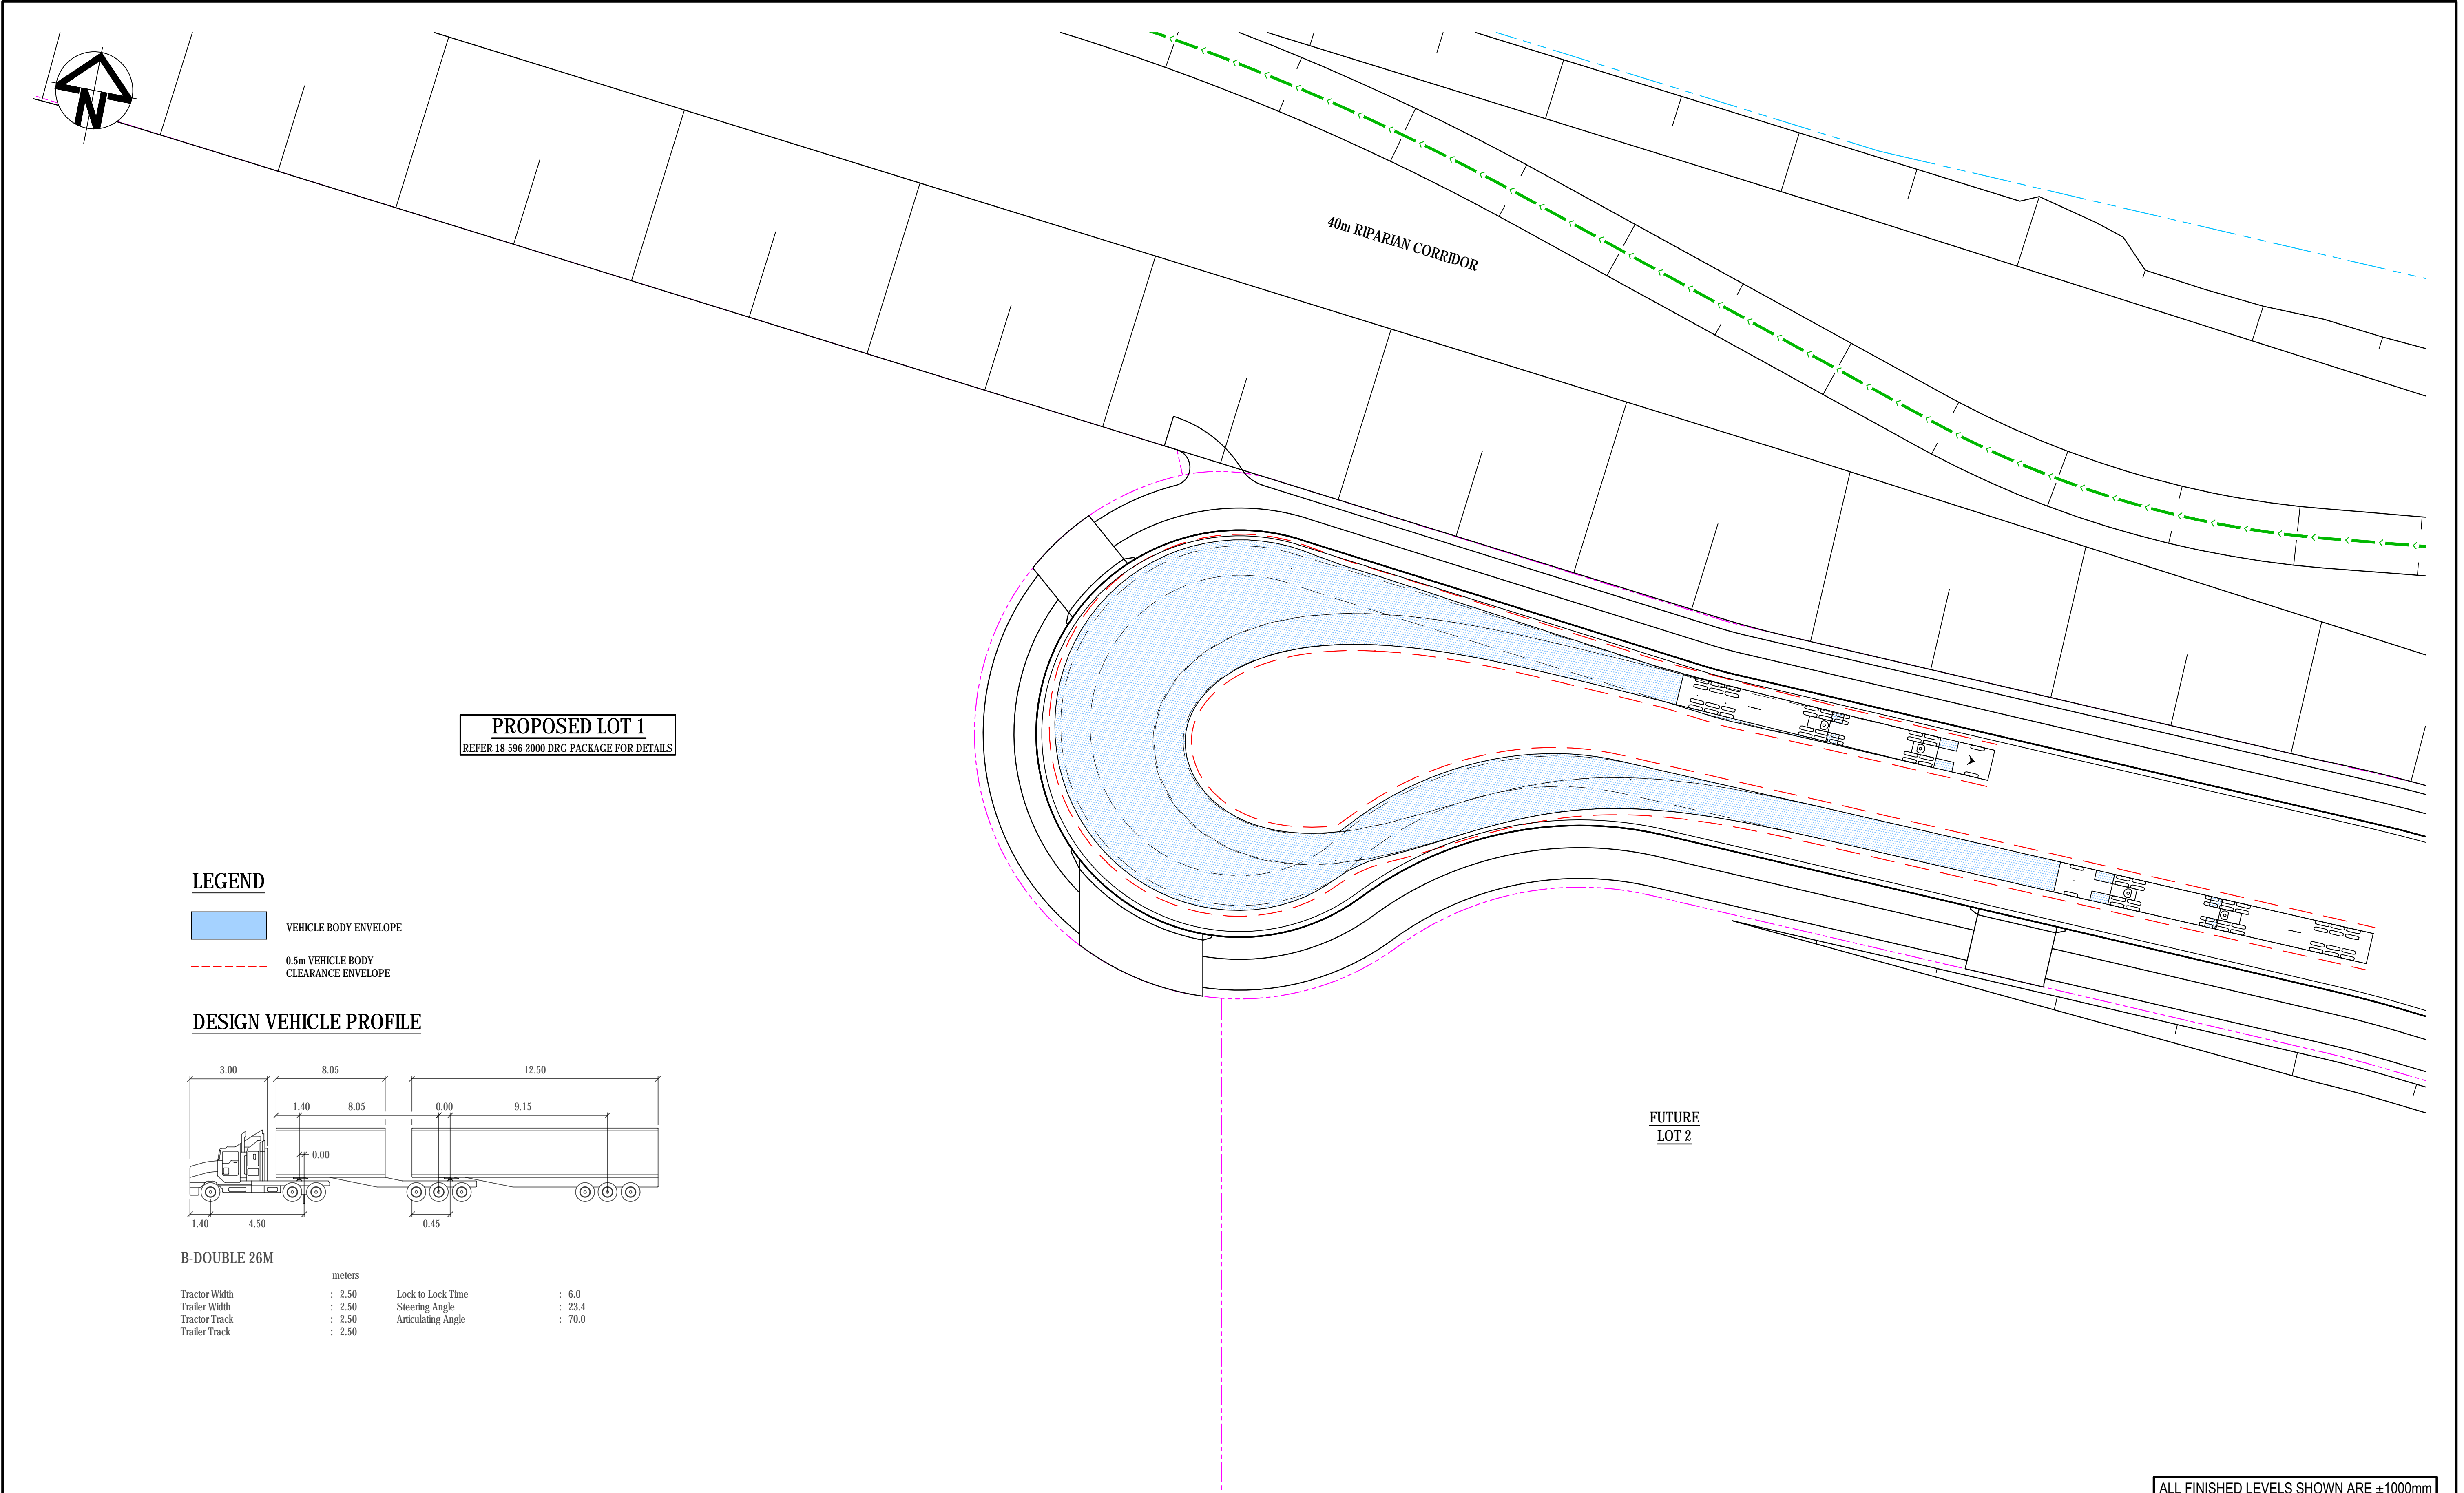 N
40m RIPARIAN CORRIDOR
PROPOSED LOT 1
REFER 18-596-2000 DRG PACKAGE FOR DETAILS
LEGEND
VEHICLE BODY ENVELOPE
0.5m VEHICLE BODY
CLEARANCE ENVELOPE
DESIGN VEHICLE PROFILE
3.00 8.05 12.50
1.40 8.05 0.00 9.15
0.00
1.40 4.50 0.45
B-DOUBLE 26M
meters
Tractor Width : 2.50 Lock to Lock Time : 6.0
Trailer Width : 2.50 Steering Angle : 23.4
Tractor Track : 2.50 Articulating Angle : 70.0
Trailer Track : 2.50
FUTURE
LOT 2
ALL FINISHED LEVELS SHOWN ARE ±1000mm